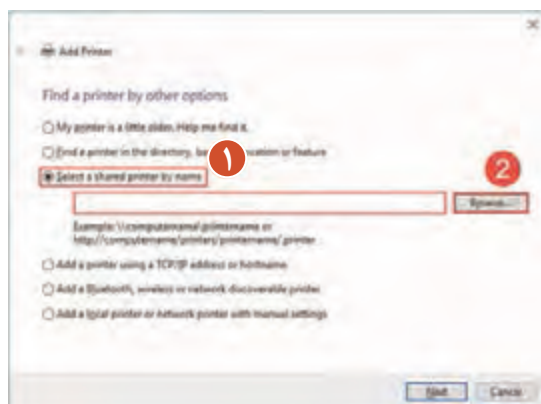 Add Printer
Find a printer by other options
My printer is a little older. Help me find it.
Find a printer in the directory, based on location or feature
۱
2
Select a shared printer by name
Browse...
Example: \\computername\printername or
http://computername/printers/printername/.printer
Add a printer using a TCP/IP address or hostname
Add a Bluetooth, wireless or network discoverable printer
Add a local printer or network printer with manual settings
Next
Cancel